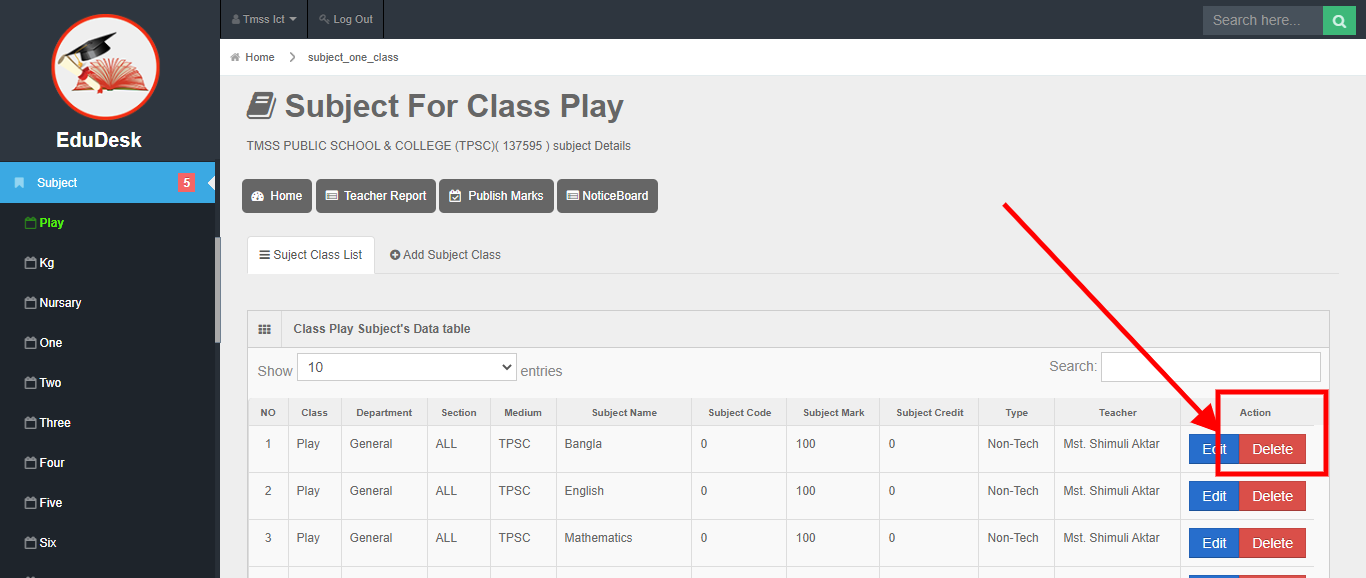 Tmss Ict Log Out Search here...
EduDesk
Home subject_one_class
Subject For Class Play
TMSS PUBLIC SCHOOL & COLLEGE (TPSC)( 137595 ) subject Details
Subject 5
Play
Kg
Nursary
One
Two
Three
Four
Five
Six
Home Teacher Report Publish Marks NoticeBoard
Suject Class List Add Subject Class
Class Play Subject's Data table
Show 10 entries Search:
NO Class Department Section Medium Subject Name Subject Code Subject Mark Subject Credit Type Teacher Action
1 Play General ALL TPSC Bangla 0 100 0 Non-Tech Mst. Shimuli Aktar Edit Delete
2 Play General ALL TPSC English 0 100 0 Non-Tech Mst. Shimuli Aktar Edit Delete
3 Play General ALL TPSC Mathematics 0 100 0 Non-Tech Mst. Shimuli Aktar Edit Delete